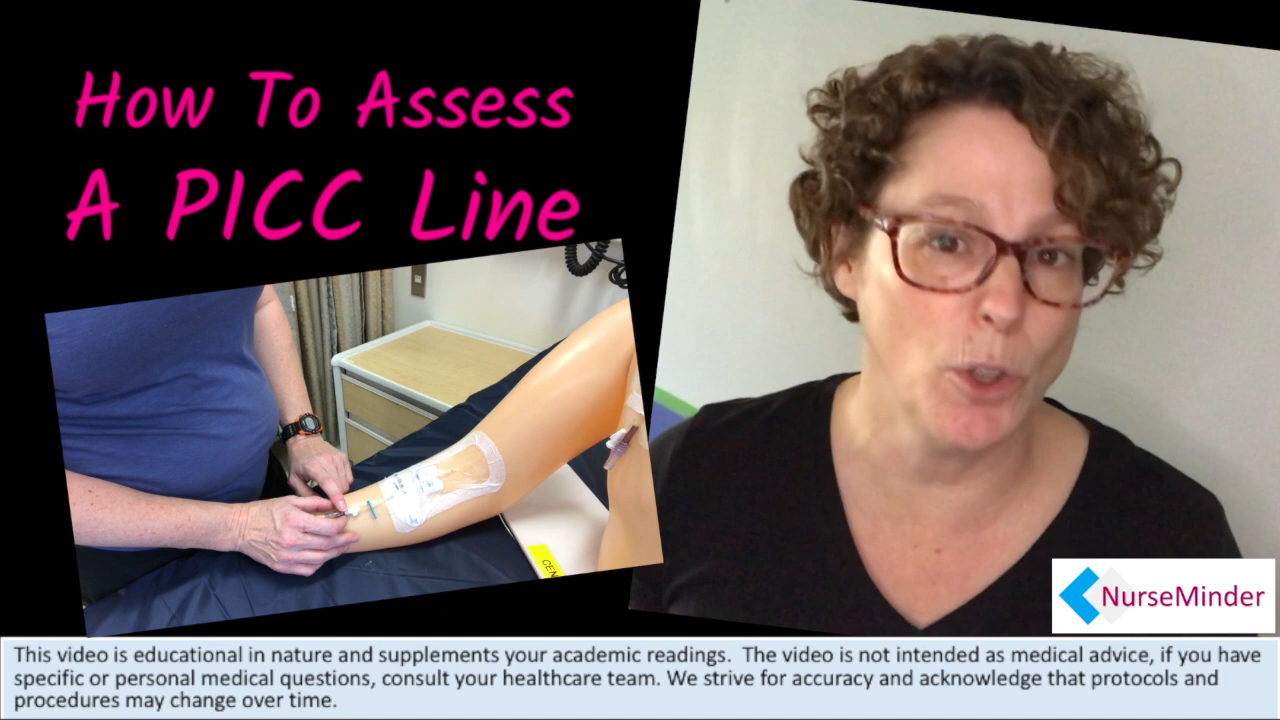 How To Assess
A PICC Line
CEN
NurseMinder
This video is educational in nature and supplements your academic readings.  The video is not intended as medical advice, if you have
specific or personal medical questions, consult your healthcare team. We strive for accuracy and acknowledge that protocols and
procedures may change over time.